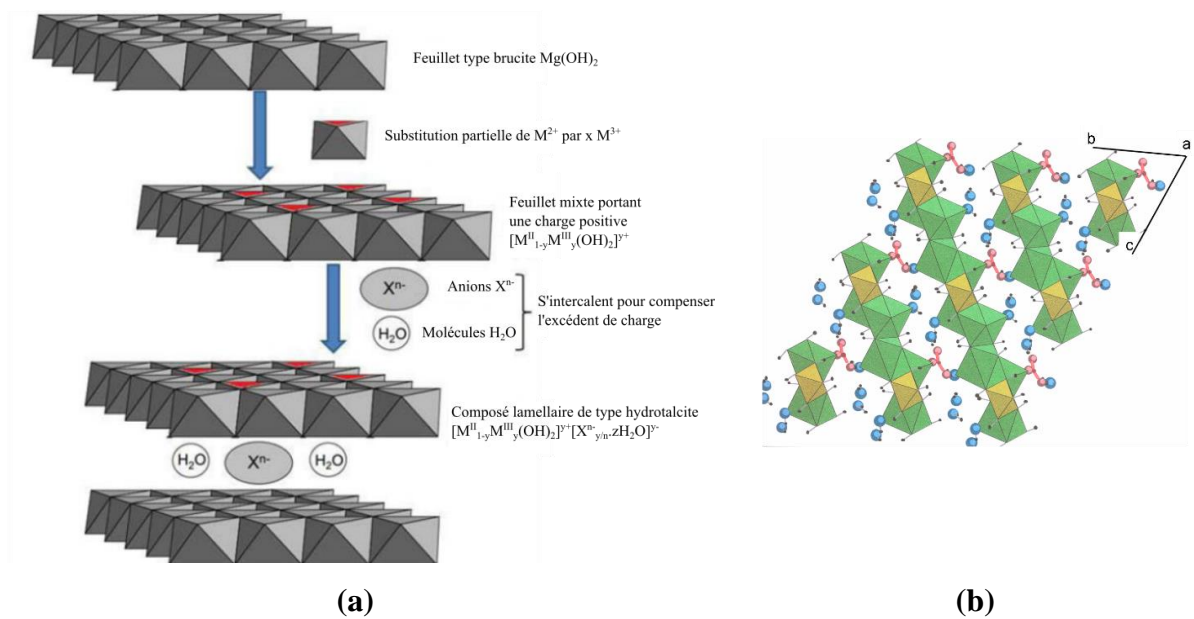 Feuillet type brucite Mg(OH)₂
Substitution partielle de M²⁺ par x M³⁺
Feuillet mixte portant
une charge positive
[Mᴵᴵ₁₋yMᴵᴵᴵy(OH)₂]ʸ⁺
Xⁿ⁻
Anions Xⁿ⁻
S'intercalent pour compenser
l'excédent de charge
H₂O
Molécules H₂O
Composé lamellaire de type hydrotalcite
[Mᴵᴵ₁₋yMᴵᴵᴵy(OH)₂]ʸ⁺[Xⁿ⁻y/n.zH₂O]ʸ⁻
H₂O Xⁿ⁻ H₂O
(a)
b
a
c
(b)